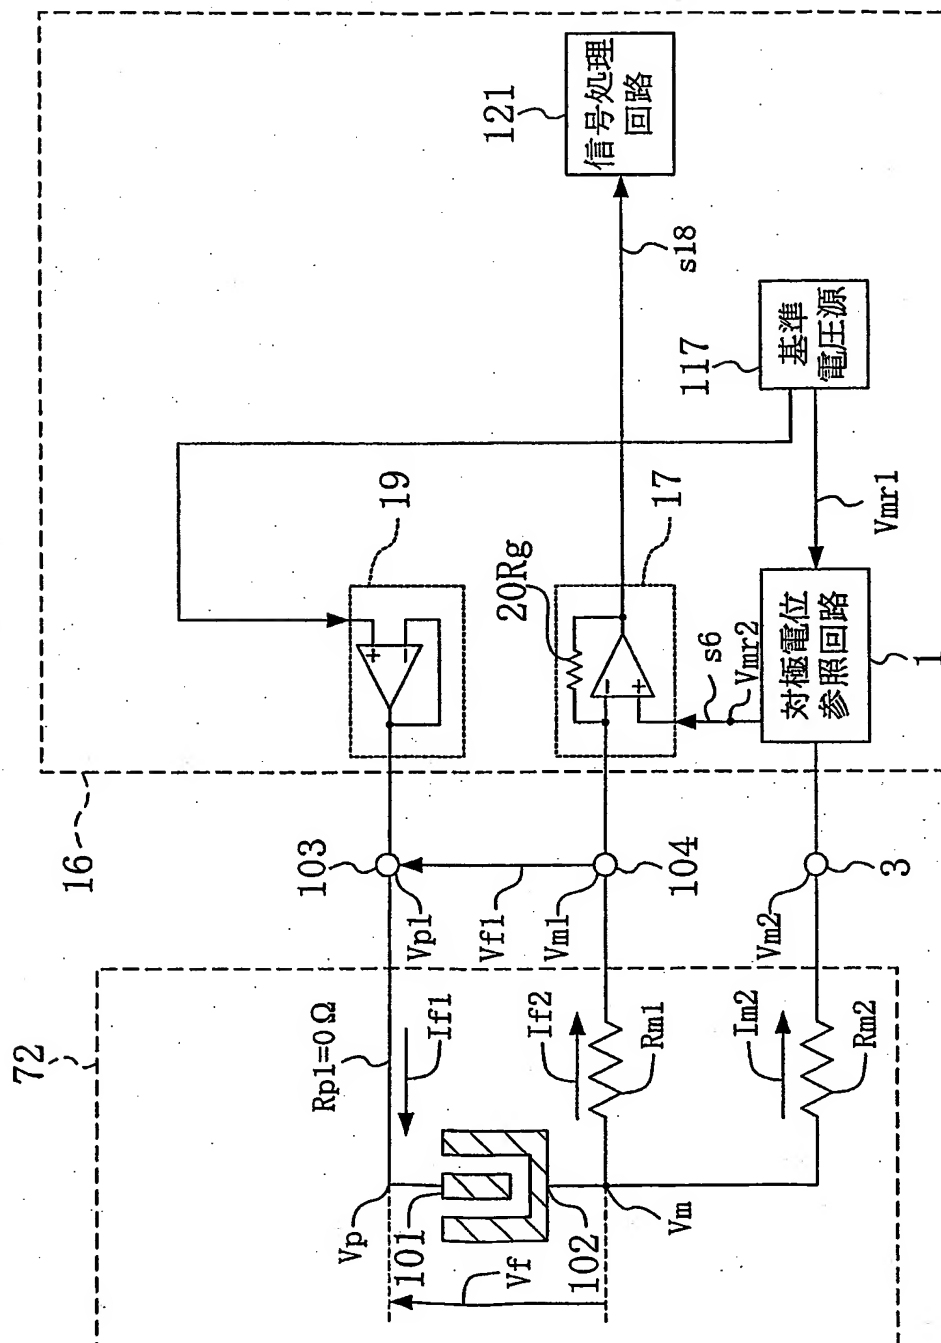 72
16
Vp
101
Vf
102
Vm
Rp1=0Ω
If1
If2
Rm1
Im2
Rm2
103
Vp1
Vf1
Vm1
104
Vm2
3
19
+
−
20Rg
17
−
+
s6
Vmr2
対極電位
参照回路
1
Vmr1
117
基準
電圧源
s18
121
信号処理
回路